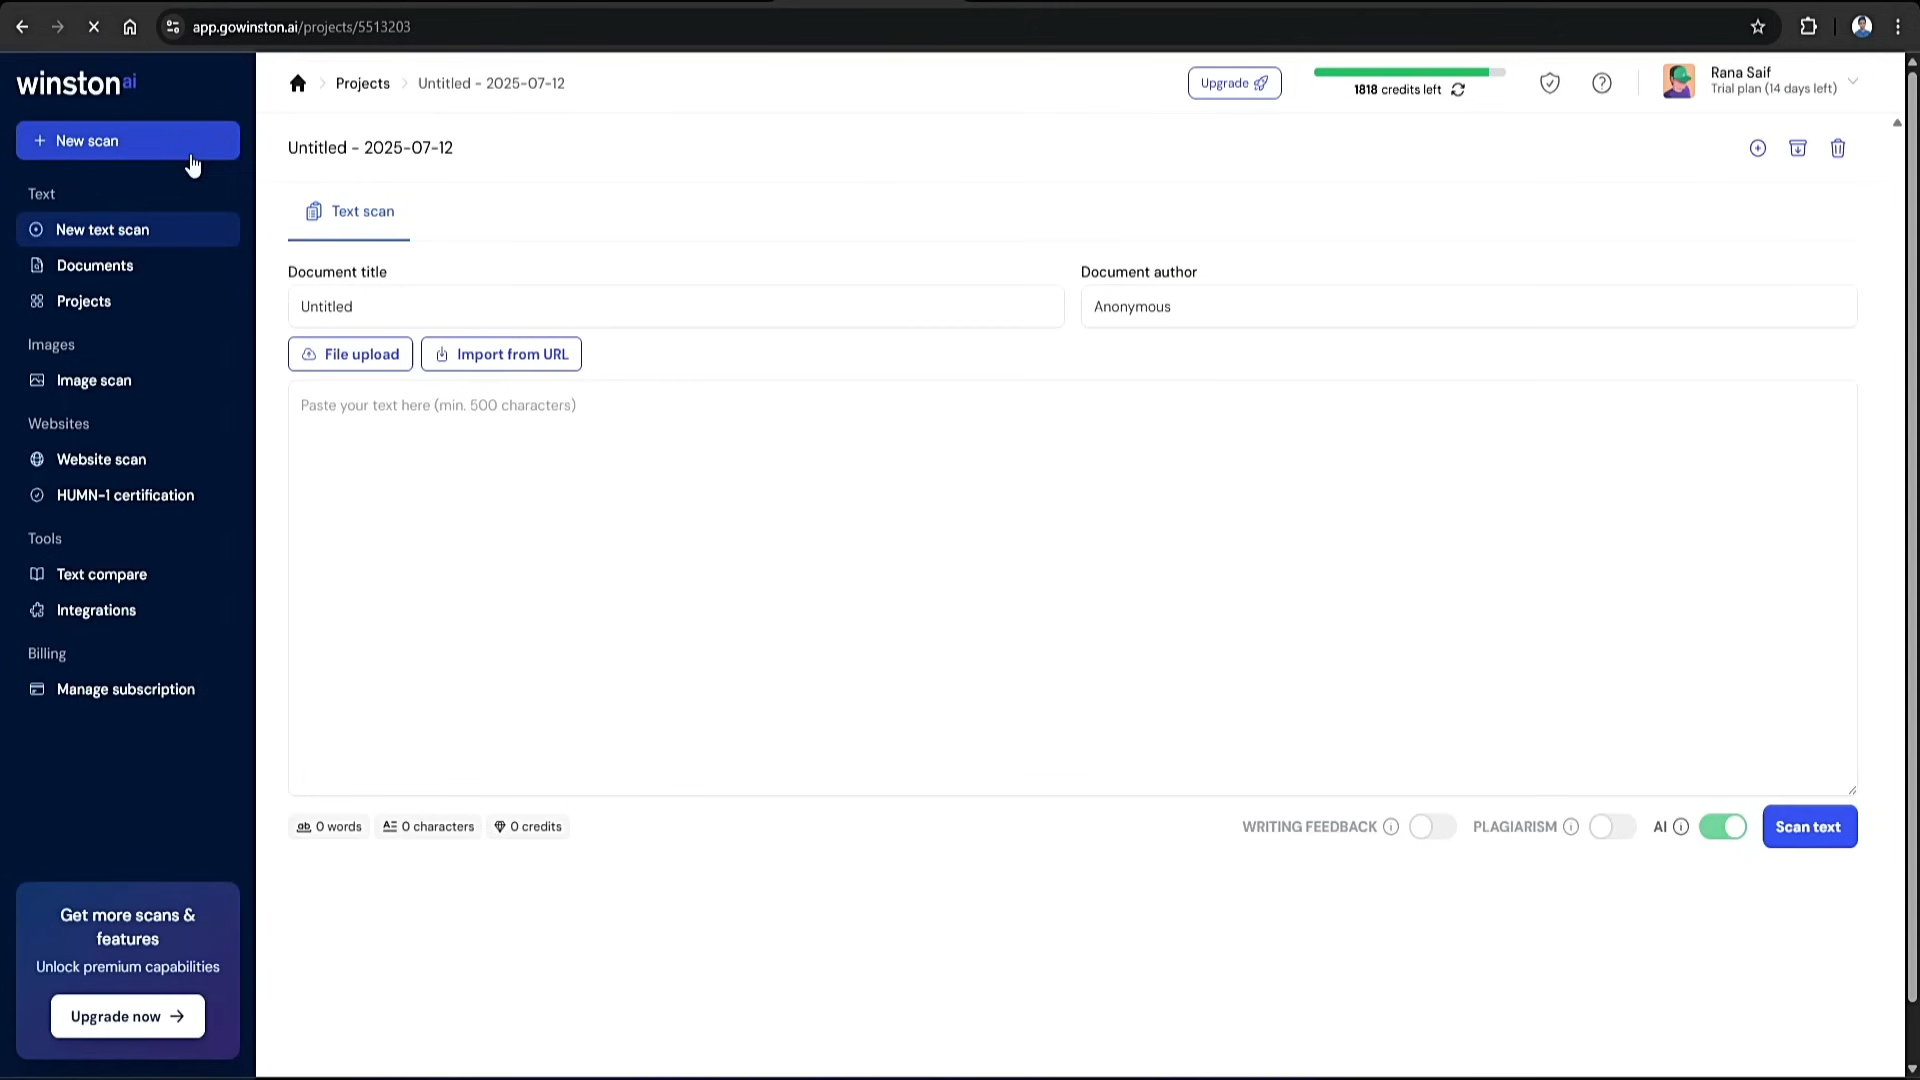 app.gowinston.ai/projects/5513203
winston ai
Projects
Untitled - 2025-07-12
Upgrade
1818 credits left
Rana Saif
Trial plan (14 days left)
+ New scan
Untitled - 2025-07-12
Text
New text scan
Documents
Projects
Images
Image scan
Websites
Website scan
HUMN-1 certification
Tools
Text compare
Integrations
Billing
Manage subscription
Get more scans &
features
Unlock premium capabilities
Upgrade now →
Text scan
Document title
Document author
Untitled
Anonymous
File upload
Import from URL
Paste your text here (min. 500 characters)
0 words
0 characters
0 credits
WRITING FEEDBACK
PLAGIARISM
AI
Scan text